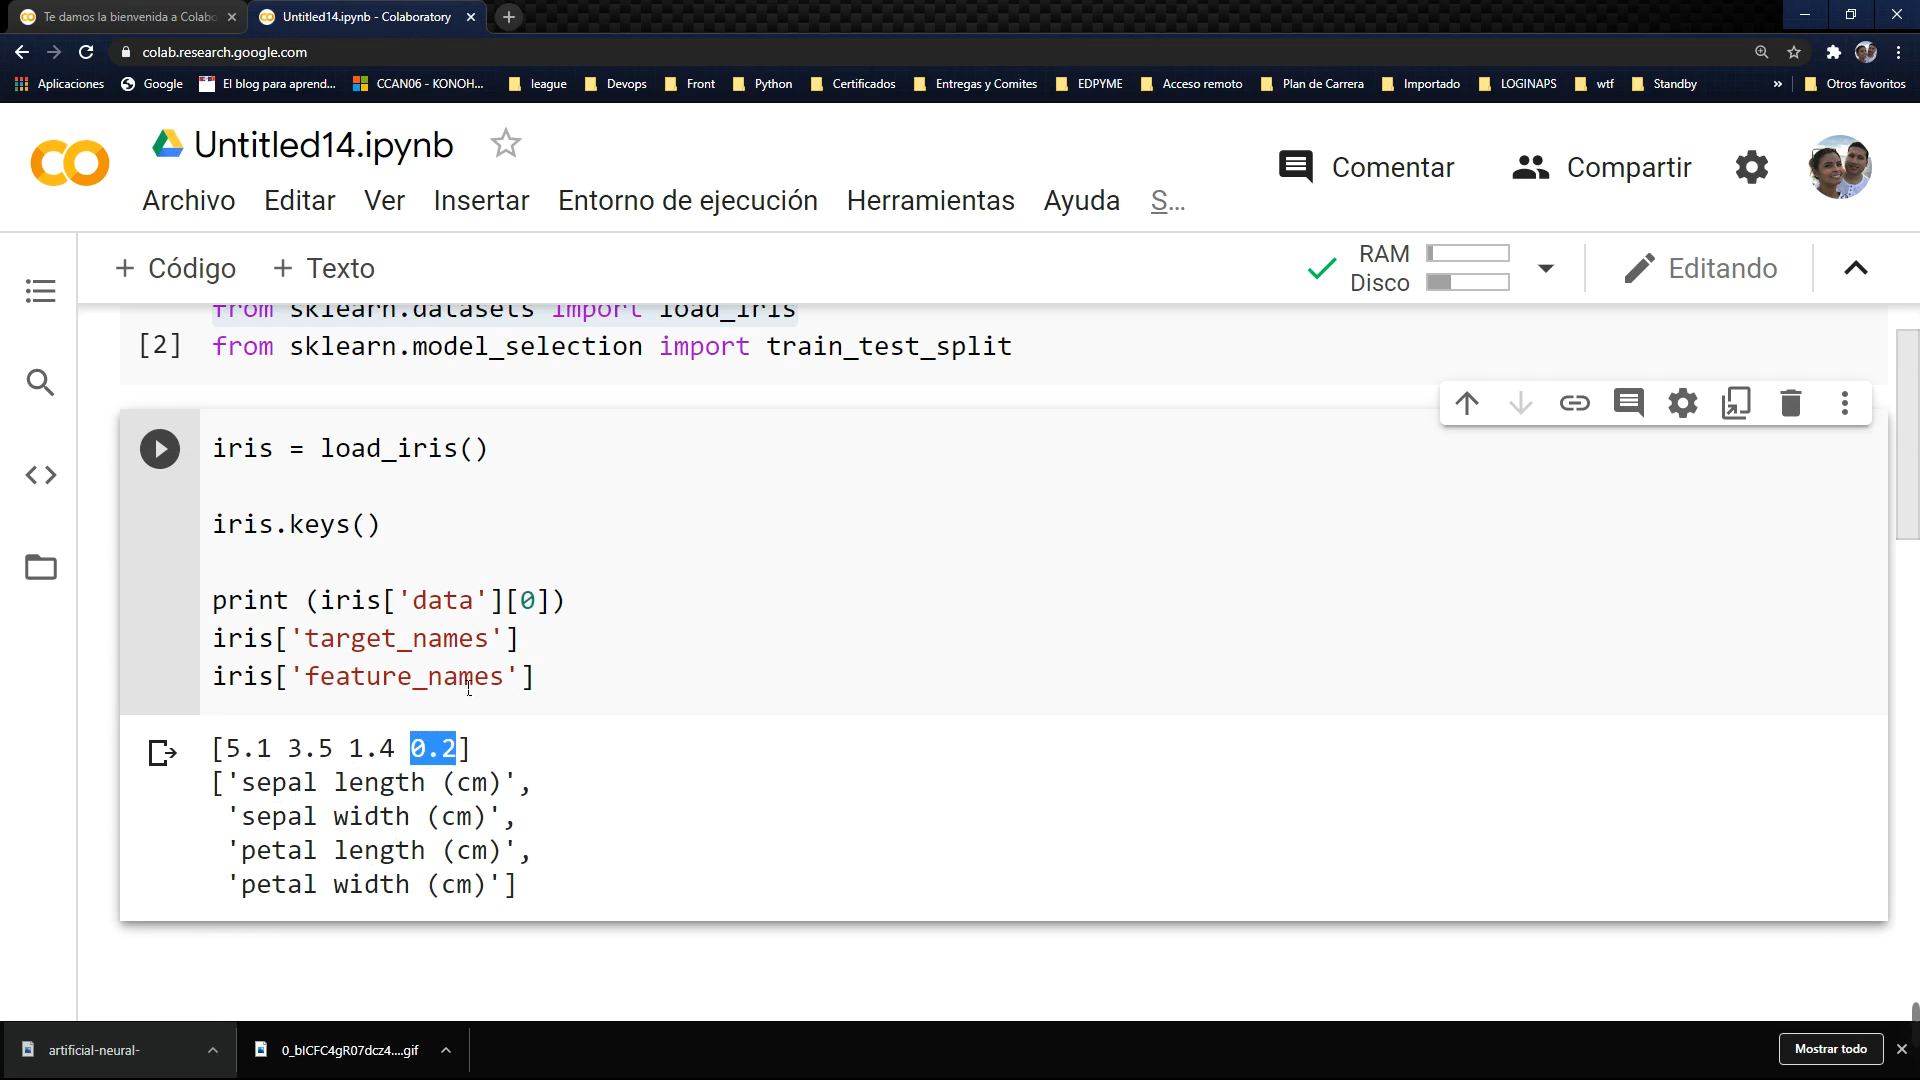 Te damos la bienvenida a Colabo
Untitled14.ipynb - Colaboratory
colab.research.google.com
Aplicaciones
Google
El blog para aprend...
CCAN06 - KONOH...
league
Devops
Front
Python
Certificados
Entregas y Comites
EDPYME
Acceso remoto
Plan de Carrera
Importado
LOGINAPS
wtf
Standby
»
Otros favoritos
CO
Untitled14.ipynb
Comentar
Compartir
Archivo
Editar
Ver
Insertar
Entorno de ejecución
Herramientas
Ayuda
S...
+ Código
+ Texto
RAM
Disco
Editando
from sklearn.datasets import load_iris
[2] from sklearn.model_selection import train_test_split
iris = load_iris()
iris.keys()
print (iris['data'][0])
iris['target_names']
iris['feature_names']
[5.1 3.5 1.4 0.2]
['sepal length (cm)',
'sepal width (cm)',
'petal length (cm)',
'petal width (cm)']
artificial-neural-
0_bICFC4gR07dcz4....gif
Mostrar todo